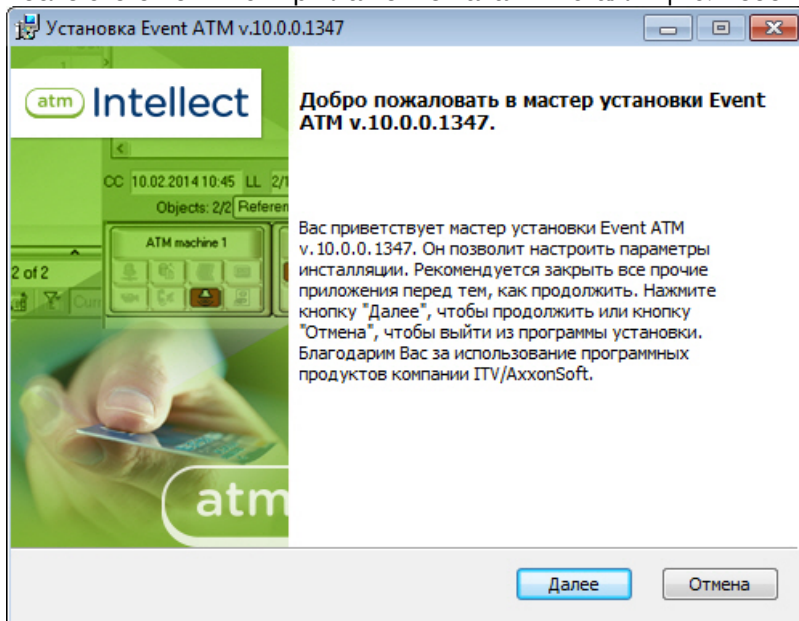 Установка Event ATM v.10.0.0.1347
atm Intellect
CC 10.02.2014 10:45 LL 2/1
Objects: 2/2 Referen
ATM machine 1
2 of 2
Curr
atm
Добро пожаловать в мастер установки Event
ATM v.10.0.0.1347.
Вас приветствует мастер установки Event ATM
v.10.0.0.1347. Он позволит настроить параметры
инсталляции. Рекомендуется закрыть все прочие
приложения перед тем, как продолжить. Нажмите
кнопку "Далее", чтобы продолжить или кнопку
"Отмена", чтобы выйти из программы установки.
Благодарим Вас за использование программных
продуктов компании ITV/AxxonSoft.
Далее
Отмена